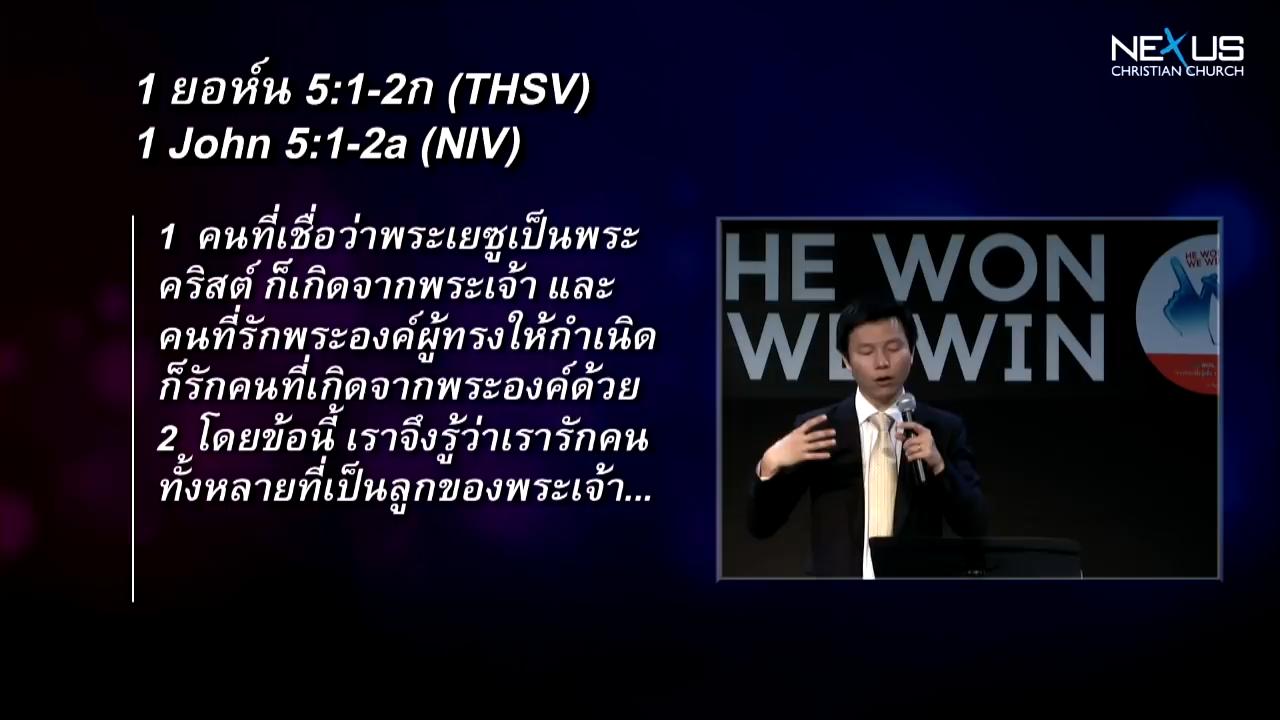 NEXUS
CHRISTIAN CHURCH
1 ยอห์น 5:1-2ก (THSV)
1 John 5:1-2a (NIV)
1 คนที่เชื่อว่าพระเยซูเป็นพระ
คริสต์ ก็เกิดจากพระเจ้า และ
คนที่รักพระองค์ผู้ทรงให้กำเนิด
ก็รักคนที่เกิดจากพระองค์ด้วย
2 โดยข้อนี้ เราจึงรู้ว่าเรารักคน
ทั้งหลายที่เป็นลูกของพระเจ้า...
HE WON
WE WIN
HE WO
WE WI